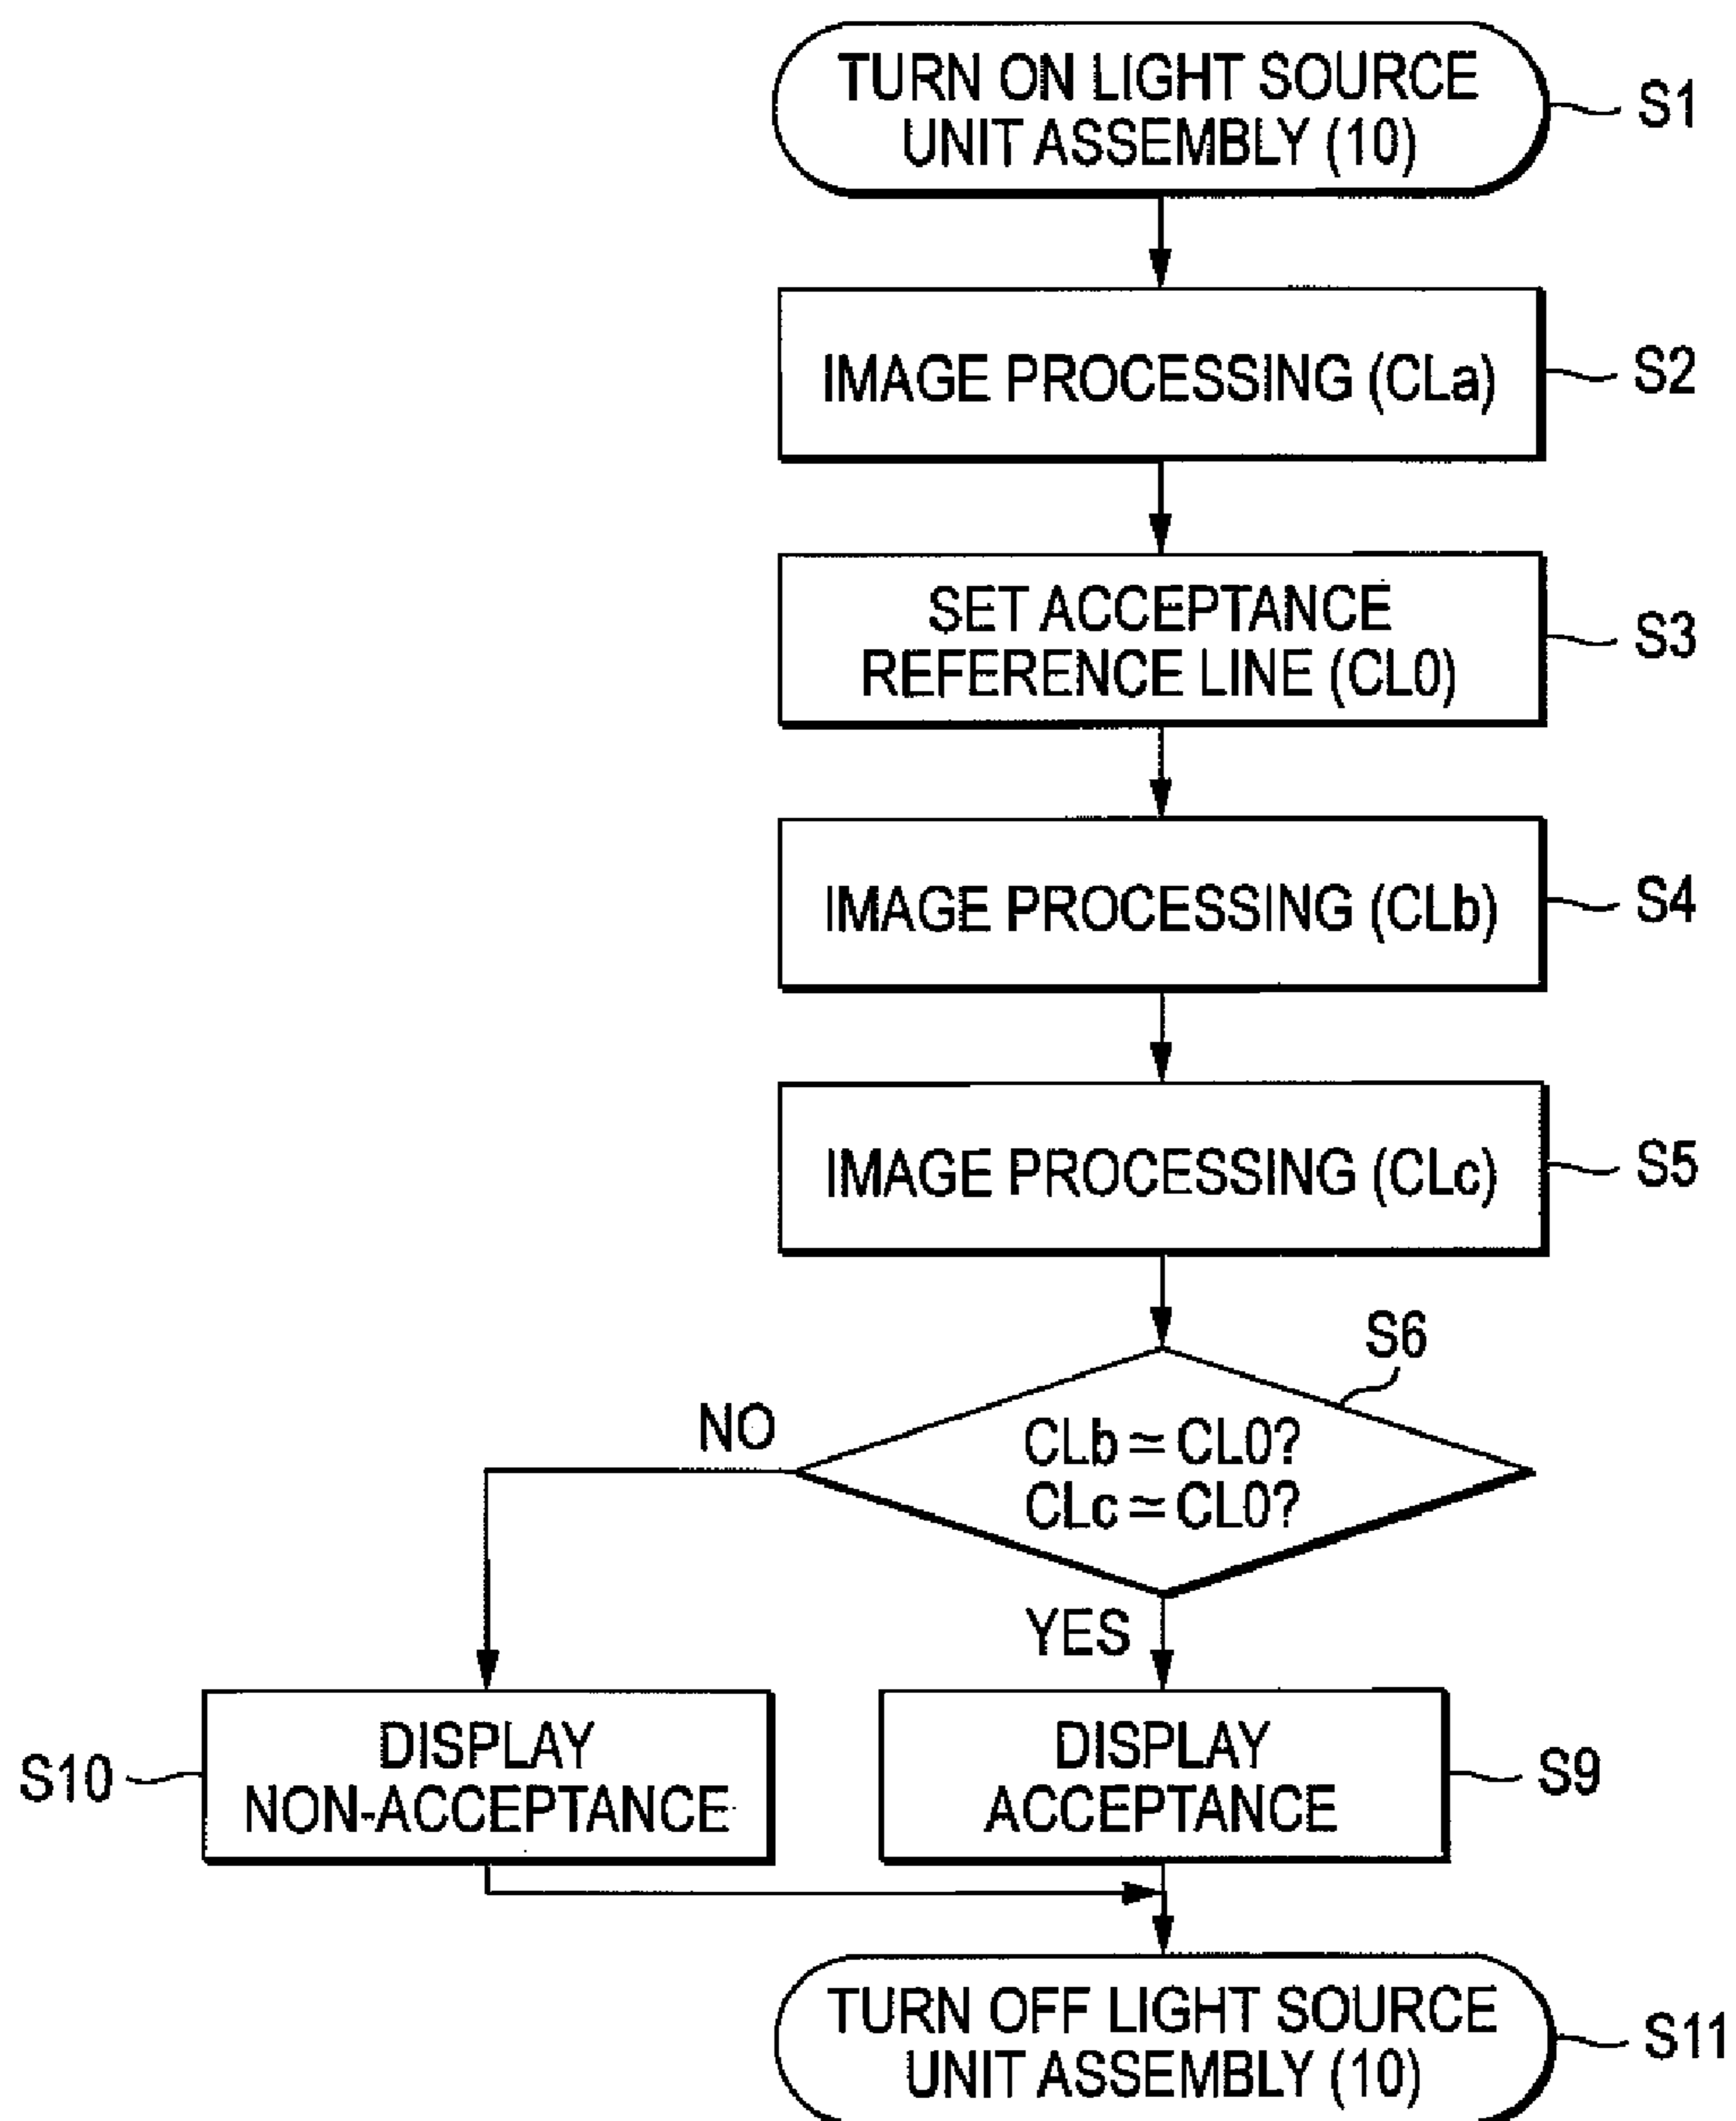 TURN ON LIGHT SOURCE
UNIT ASSEMBLY (10)
S1
IMAGE PROCESSING (CLa)
S2
SET ACCEPTANCE
REFERENCE LINE (CL0)
S3
IMAGE PROCESSING (CLb)
S4
IMAGE PROCESSING (CLc)
S5
S6
NO
CLb ≃ CL0?
CLc ≃ CL0?
YES
S10
DISPLAY
NON-ACCEPTANCE
DISPLAY
ACCEPTANCE
S9
TURN OFF LIGHT SOURCE
UNIT ASSEMBLY (10)
S11